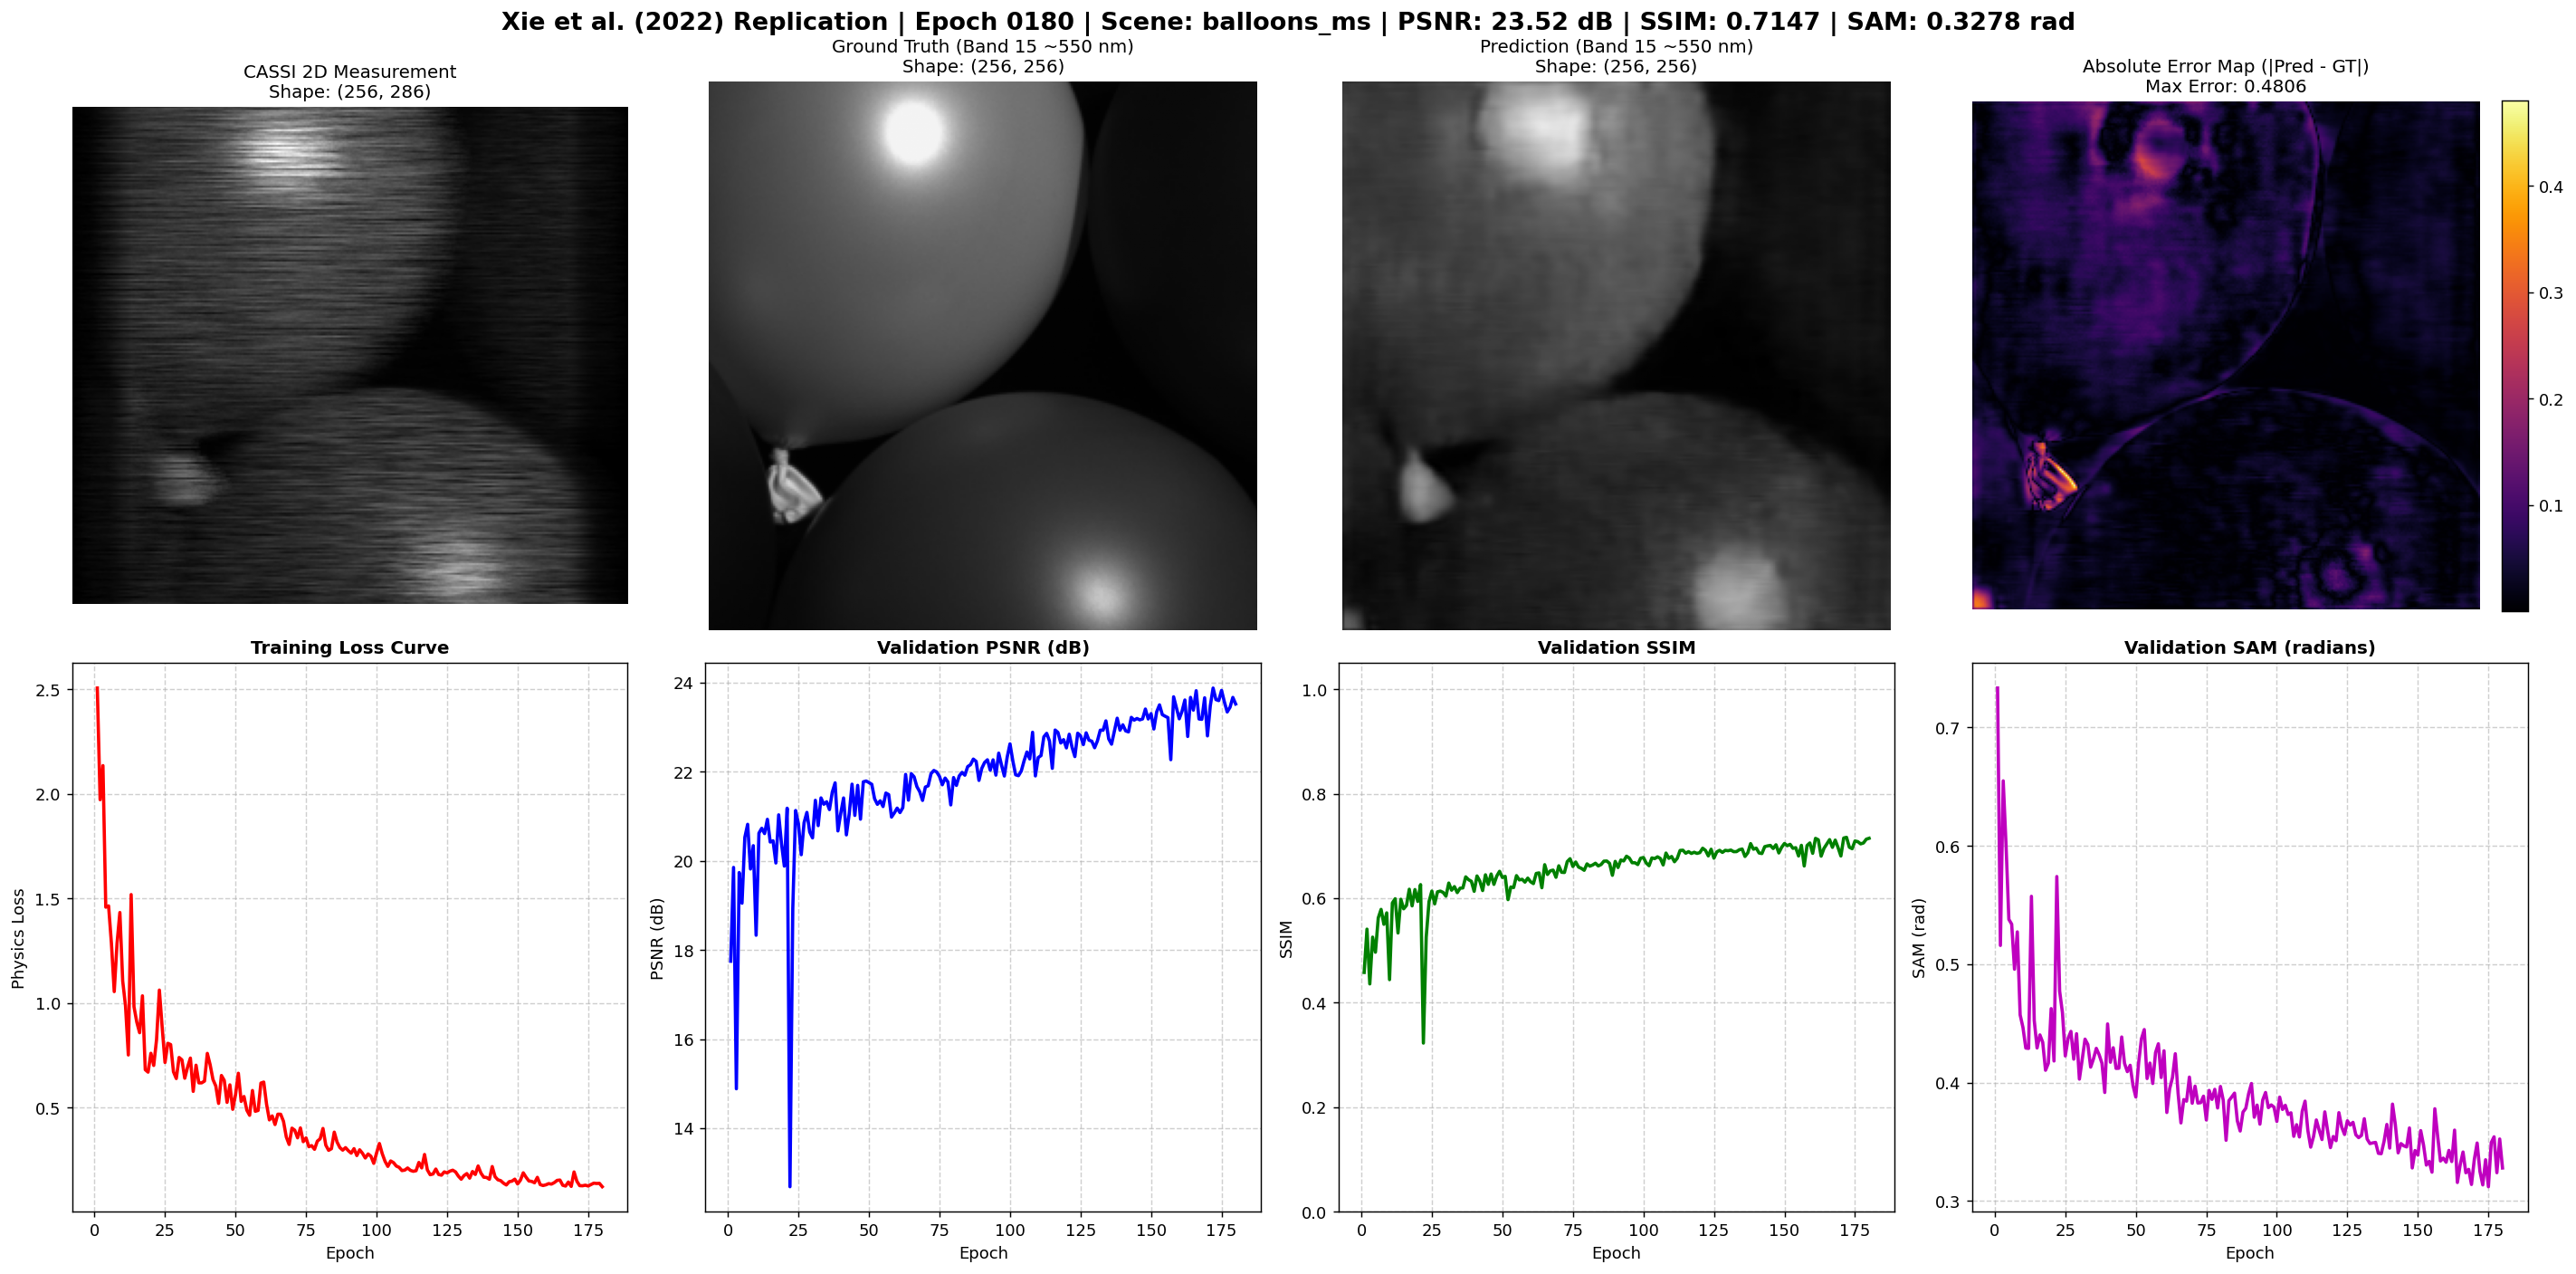 Xie et al. (2022) Replication | Epoch 0180 | Scene: balloons_ms | PSNR: 23.52 dB | SSIM: 0.7147 | SAM: 0.3278 rad
CASSI 2D Measurement
Shape: (256, 286)
Ground Truth (Band 15 ~550 nm)
Shape: (256, 256)
Prediction (Band 15 ~550 nm)
Shape: (256, 256)
Absolute Error Map (|Pred - GT|)
Max Error: 0.4806
0.4
0.3
0.2
0.1
Training Loss Curve
Physics Loss
2.5
2.0
1.5
1.0
0.5
0 25 50 75 100 125 150 175
Epoch
Validation PSNR (dB)
PSNR (dB)
24
22
20
18
16
14
0 25 50 75 100 125 150 175
Epoch
Validation SSIM
SSIM
1.0
0.8
0.6
0.4
0.2
0.0
0 25 50 75 100 125 150 175
Epoch
Validation SAM (radians)
SAM (rad)
0.7
0.6
0.5
0.4
0.3
0 25 50 75 100 125 150 175
Epoch